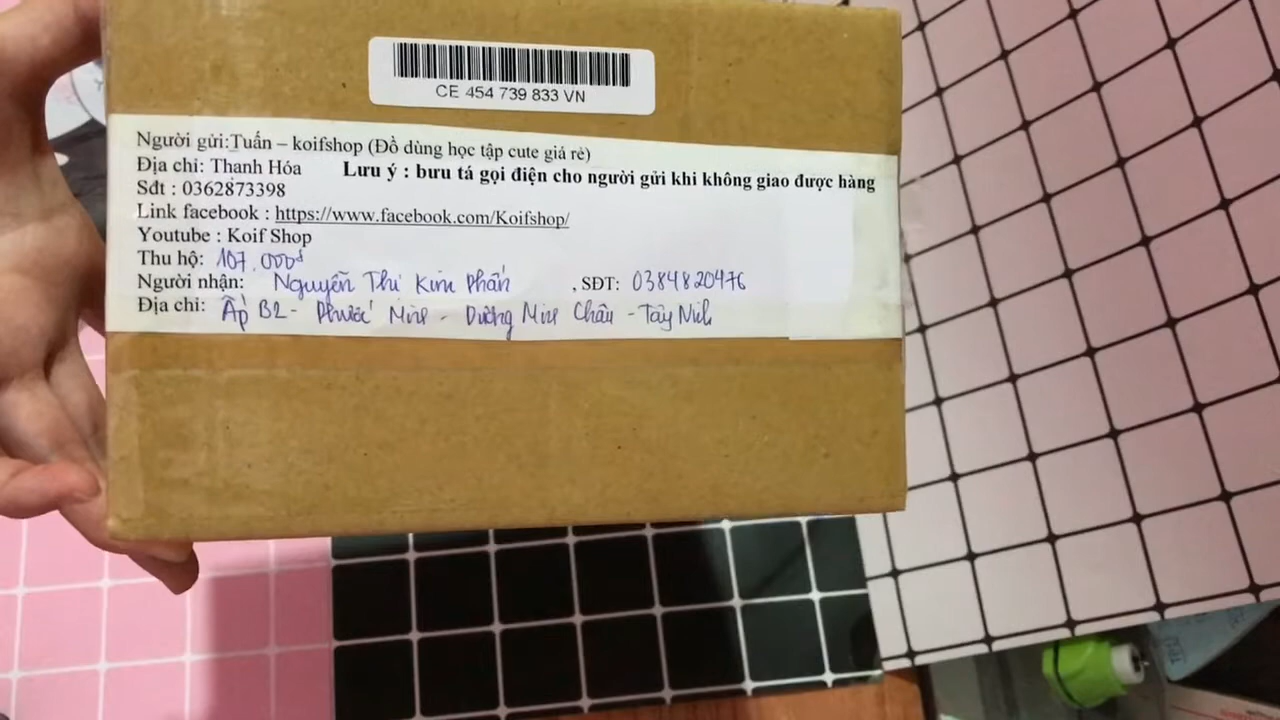 CE 454 739 833 VN
Người gửi:Tuấn – koifshop (Đồ dùng học tập cute giá rẻ)
Địa chỉ: Thanh Hóa Lưu ý : bưu tá gọi điện cho người gửi khi không giao được hàng
Sđt : 0362873398
Link facebook : https://www.facebook.com/Koifshop/
Youtube : Koif Shop
Thu hộ: 107.000đ
Người nhận: Nguyễn Thị Kim Phấn , SĐT: 0384820476
Địa chỉ: Ấp B2 - Phước Minh - Dương Minh Châu - Tây Ninh